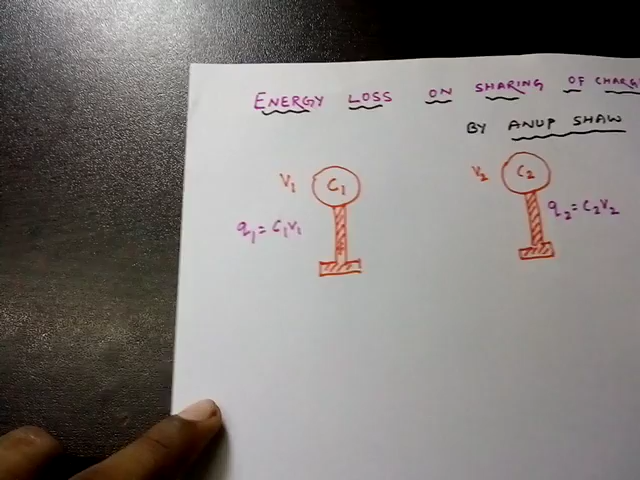 ENERGY LOSS ON SHARING OF CHARG
BY ANUP SHAW
V1 C1
V2 C2
q1 = C1V1
q2 = C2V2